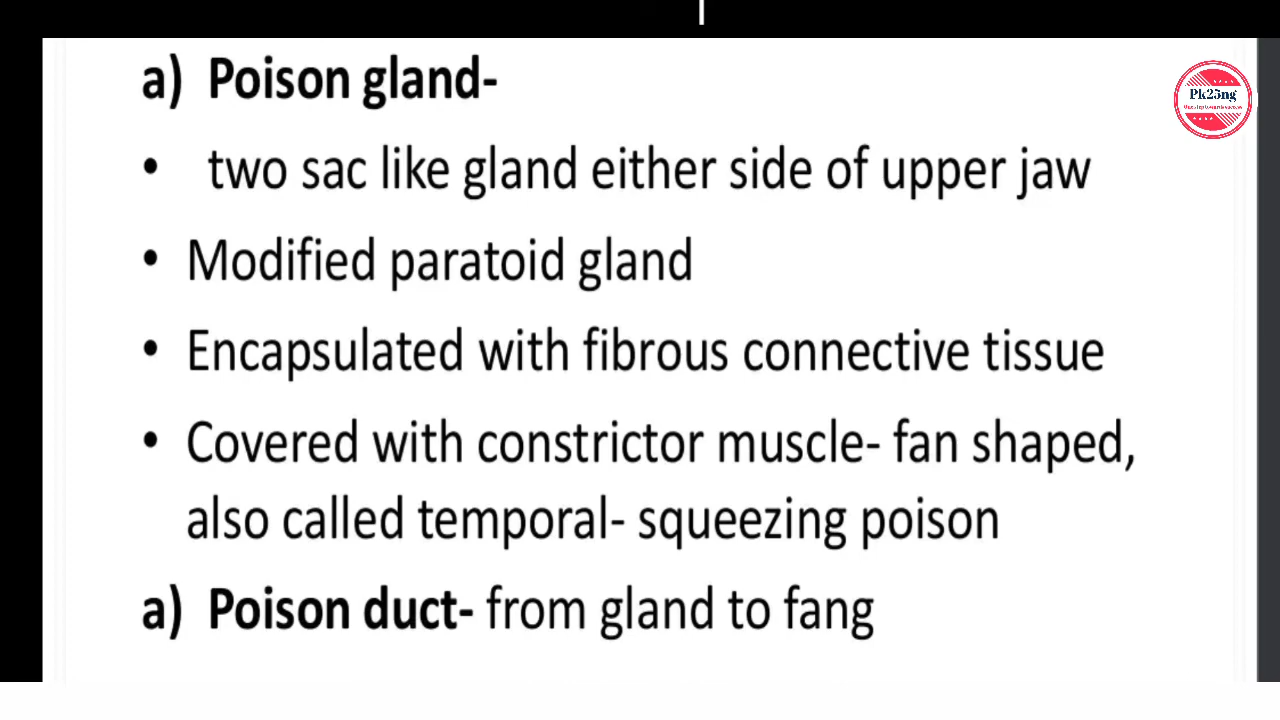 a) Poison gland-
• two sac like gland either side of upper jaw
• Modified paratoid gland
• Encapsulated with fibrous connective tissue
• Covered with constrictor muscle- fan shaped,
also called temporal- squeezing poison
a) Poison duct- from gland to fang
Pk25ng